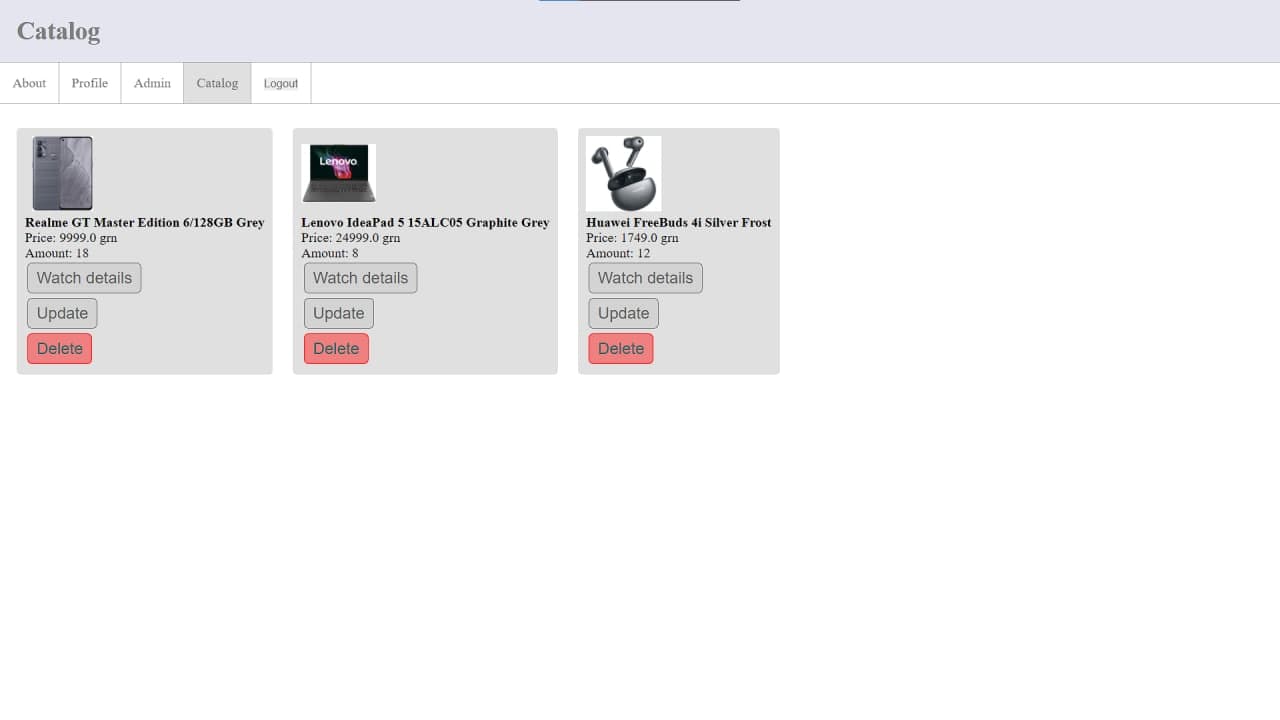 Catalog
About
Profile
Admin
Catalog
Logout
Lenovo
Realme GT Master Edition 6/128GB Grey
Price: 9999.0 grn
Amount: 18
Watch details
Update
Delete
Lenovo IdeaPad 5 15ALC05 Graphite Grey
Price: 24999.0 grn
Amount: 8
Watch details
Update
Delete
Huawei FreeBuds 4i Silver Frost
Price: 1749.0 grn
Amount: 12
Watch details
Update
Delete